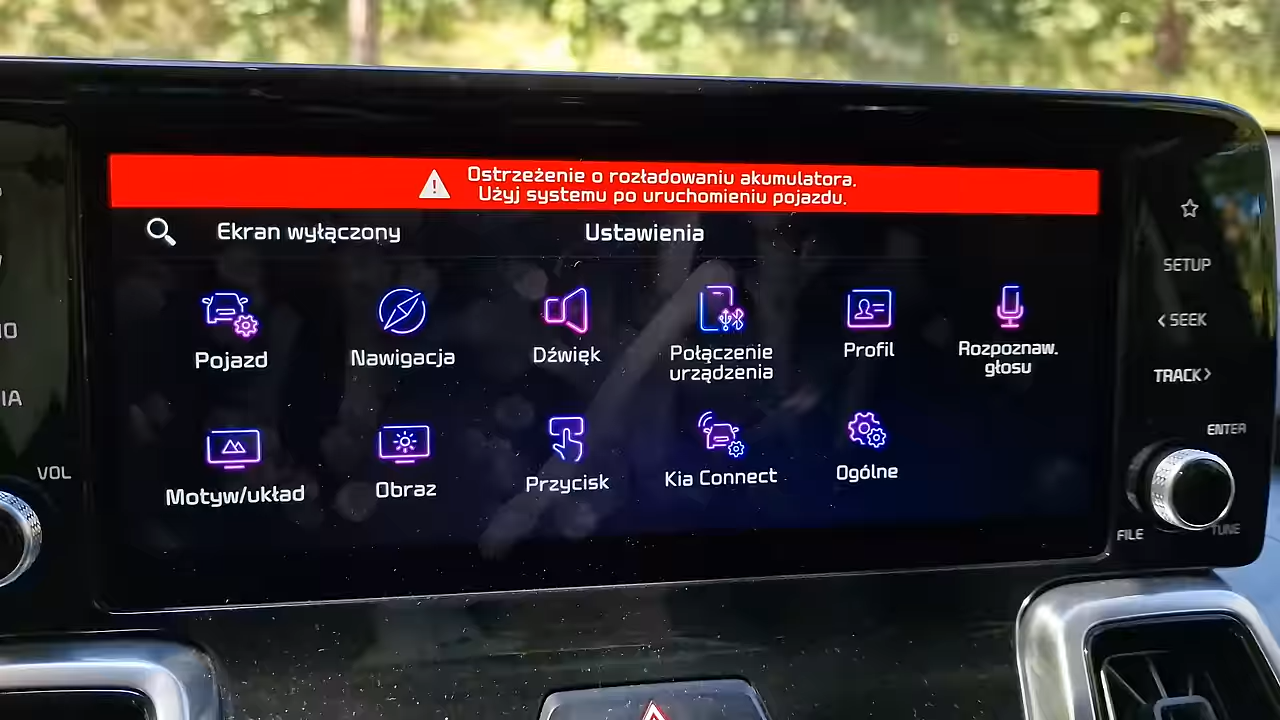 Ostrzeżenie o rozładowaniu akumulatora.
Użyj systemu po uruchomieniu pojazdu.
Ekran wyłączony
Ustawienia
Pojazd
Nawigacja
Dźwięk
Połączenie
urządzenia
Profil
Rozpoznaw.
głosu
Motyw/układ
Obraz
Przycisk
Kia Connect
Ogólne
VOL
SETUP
< SEEK
TRACK >
ENTER
FILE
TUNE